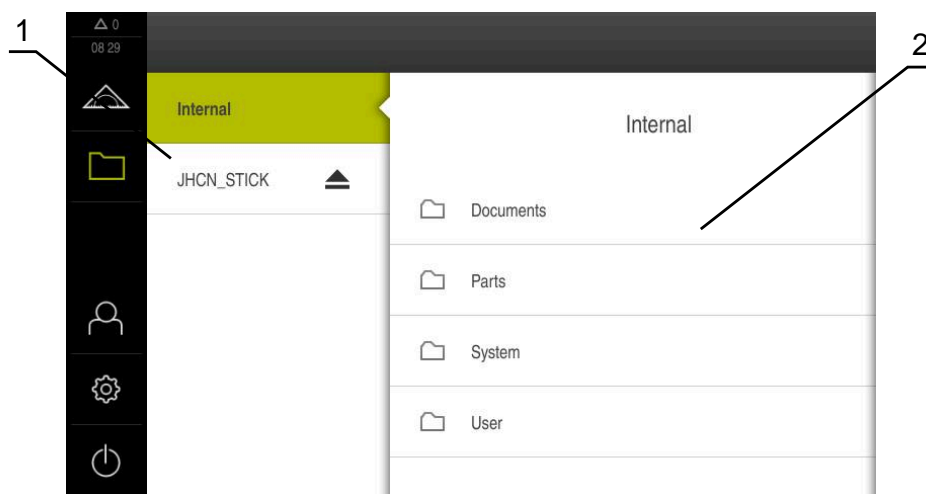 1
2
0
08 29
Internal
JHCN_STICK
Internal
Documents
Parts
System
User